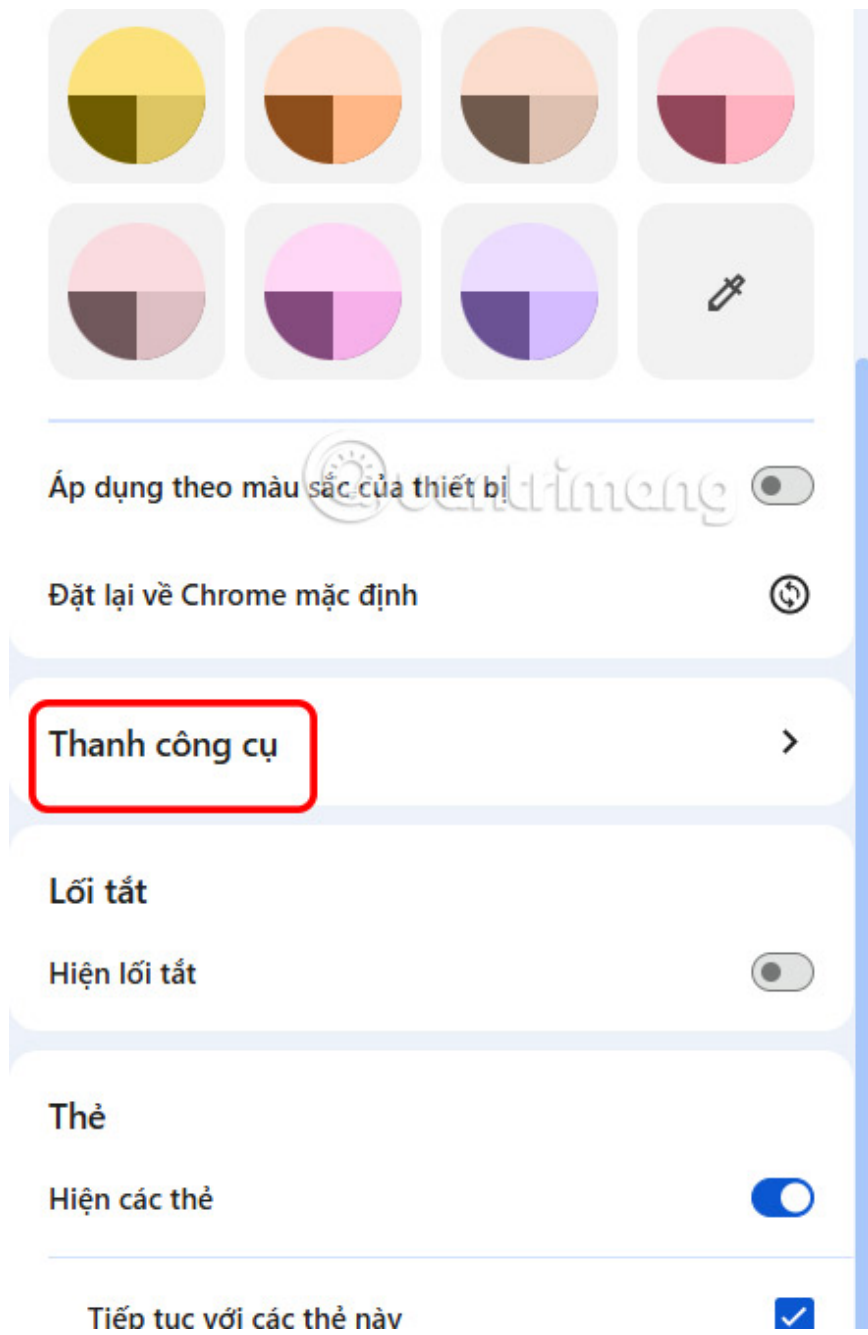 Áp dụng theo màu sắc của thiết bị
Quantrimang
Đặt lại về Chrome mặc định
Thanh công cụ
Lối tắt
Hiện lối tắt
Thẻ
Hiện các thẻ
Tiếp tục với các thẻ này